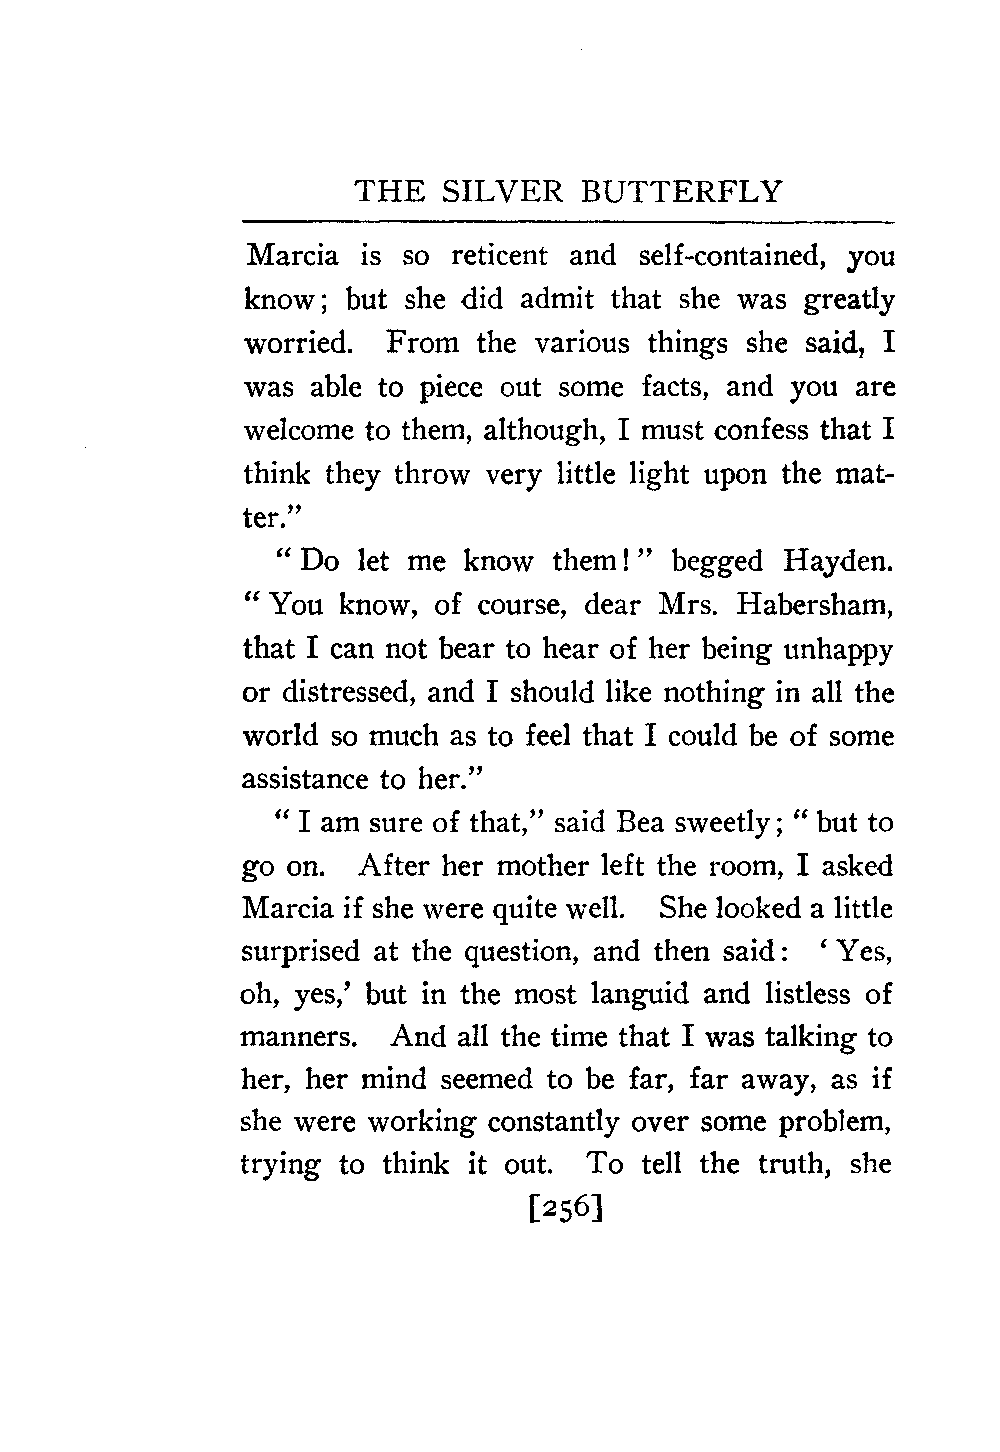 THE SILVER BUTTERFLY
Marcia is so reticent and self-contained, you
know; but she did admit that she was greatly
worried. From the various things she said, I
was able to piece out some facts, and you are
welcome to them, although, I must confess that I
think they throw very little light upon the mat-
ter."
" Do let me know them! " begged Hayden.
" You know, of course, dear Mrs. Habersham,
that I can not bear to hear of her being unhappy
or distressed, and I should like nothing in all the
world so much as to feel that I could be of some
assistance to her."
" I am sure of that," said Bea sweetly; " but to
go on. After her mother left the room, I asked
Marcia if she were quite well. She looked a little
surprised at the question, and then said: ' Yes,
oh, yes,' but in the most languid and listless of
manners. And all the time that I was talking to
her, her mind seemed to be far, far away, as if
she were working constantly over some problem,
trying to think it out. To tell the truth, she
[256]